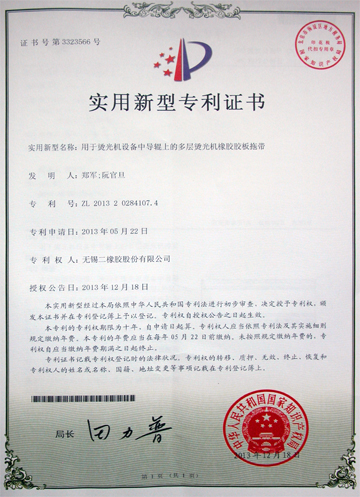 证书号第3323566号
实用新型专利证书
实用新型名称：用于烫光机设备中导辊上的多层烫光机橡胶胶板拖带
发 明 人：郑军;阮官旦
专 利 号：ZL 2013 2 0284107.4
专利申请日：2013年05月22日
专 利 权 人：无锡二橡胶股份有限公司
授权公告日：2013年12月18日
本实用新型经过本局依照中华人民共和国专利法进行初步审查，决定授予专利权，颁
发本证书并在专利登记簿上予以登记。专利权自授权公告之日起生效。
本专利的专利权期限为十年，自申请日起算。专利权人应当依照专利法及其实施细则
规定缴纳年费。本专利的年费应当在每年05月22日前缴纳。未按照规定缴纳年费的，专利
权自应当缴纳年费期满之日起终止。
专利证书记载专利权登记时的法律状况。专利权的转移、质押、无效、终止、恢复和
专利权人的姓名或名称、国籍、地址变更等事项记载在专利登记簿上。
局长 田力普
中华人民共和国国家知识产权局
2013年12月18日
第1页（共1页）